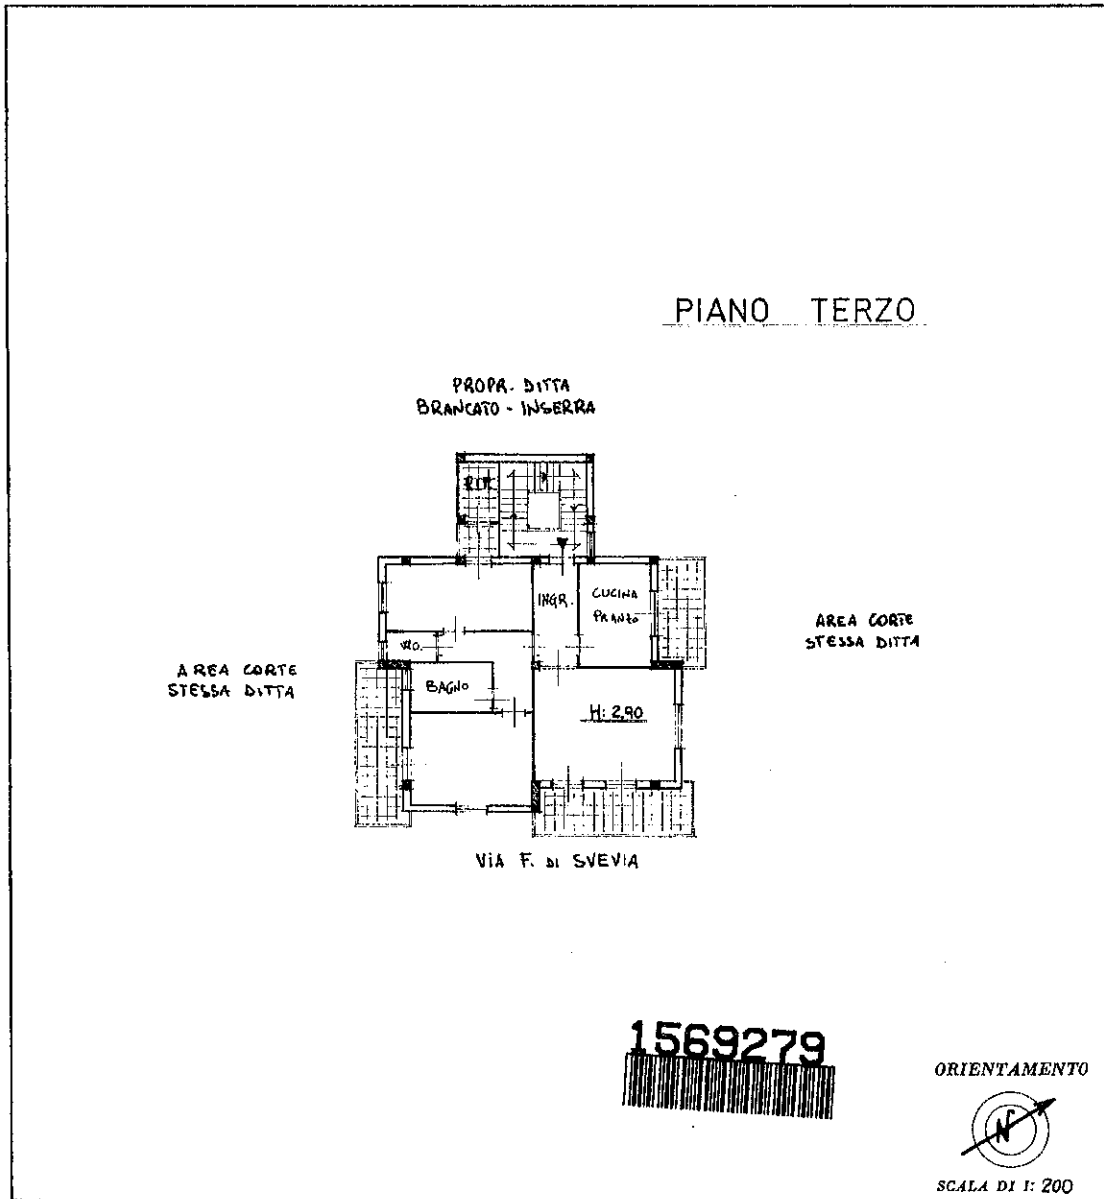 PIANO TERZO
PROPR. DITTA
BRANCATO - INSERRA
RIP.
INGR.
CUCINA
PRANZO
AREA CORTE
STESSA DITTA
W.C.
AREA CORTE
STESSA DITTA
BAGNO
H: 2,90
VIA F. DI SVEVIA
1569279
ORIENTAMENTO
N
SCALA DI 1: 200